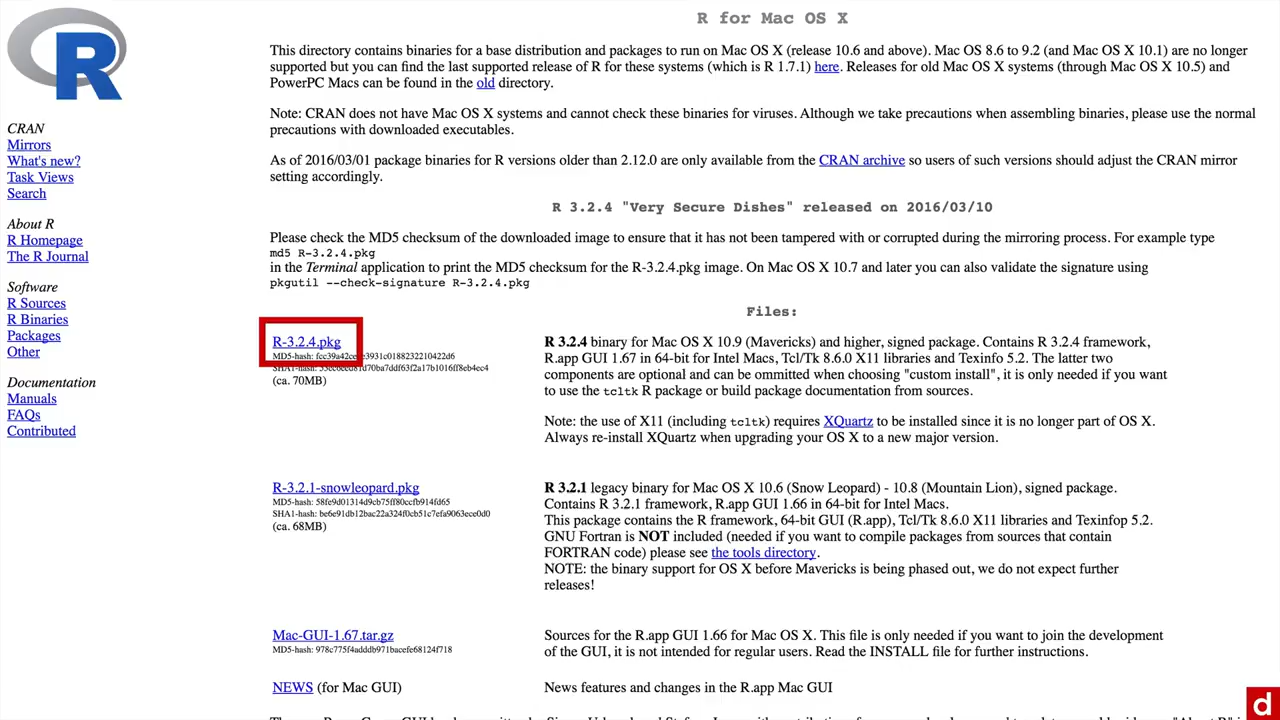 R
CRAN
Mirrors
What's new?
Task Views
Search
About R
R Homepage
The R Journal
Software
R Sources
R Binaries
Packages
Other
Documentation
Manuals
FAQs
Contributed
R for Mac OS X
This directory contains binaries for a base distribution and packages to run on Mac OS X (release 10.6 and above). Mac OS 8.6 to 9.2 (and Mac OS X 10.1) are no longer
supported but you can find the last supported release of R for these systems (which is R 1.7.1) here. Releases for old Mac OS X systems (through Mac OS X 10.5) and
PowerPC Macs can be found in the old directory.
Note: CRAN does not have Mac OS X systems and cannot check these binaries for viruses. Although we take precautions when assembling binaries, please use the normal
precautions with downloaded executables.
As of 2016/03/01 package binaries for R versions older than 2.12.0 are only available from the CRAN archive so users of such versions should adjust the CRAN mirror
setting accordingly.
R 3.2.4 "Very Secure Dishes" released on 2016/03/10
Please check the MD5 checksum of the downloaded image to ensure that it has not been tampered with or corrupted during the mirroring process. For example type
md5 R-3.2.4.pkg
in the Terminal application to print the MD5 checksum for the R-3.2.4.pkg image. On Mac OS X 10.7 and later you can also validate the signature using
pkgutil --check-signature R-3.2.4.pkg
Files:
R-3.2.4.pkg
MD5-hash:
SHA1-hash:
(ca. 70MB)
R 3.2.4 binary for Mac OS X 10.9 (Mavericks) and higher, signed package. Contains R 3.2.4 framework,
R.app GUI 1.67 in 64-bit for Intel Macs, Tcl/Tk 8.6.0 X11 libraries and Texinfo 5.2. The latter two
components are optional and can be ommitted when choosing "custom install", it is only needed if you want
to use the tcltk R package or build package documentation from sources.
Note: the use of X11 (including tcltk) requires XQuartz to be installed since it is no longer part of OS X.
Always re-install XQuartz when upgrading your OS X to a new major version.
R-3.2.1-snowleopard.pkg
MD5-hash: 58fe9d01314d9cb75ff80ccfb914fd65
SHA1-hash: be6e91db12bac22a324f0cb51c7efa9063ece0d0
(ca. 68MB)
R 3.2.1 legacy binary for Mac OS X 10.6 (Snow Leopard) - 10.8 (Mountain Lion), signed package.
Contains R 3.2.1 framework, R.app GUI 1.66 in 64-bit for Intel Macs.
This package contains the R framework, 64-bit GUI (R.app), Tcl/Tk 8.6.0 X11 libraries and Texinfop 5.2.
GNU Fortran is NOT included (needed if you want to compile packages from sources that contain
FORTRAN code) please see the tools directory.
NOTE: the binary support for OS X before Mavericks is being phased out, we do not expect further
releases!
Mac-GUI-1.67.tar.gz
MD5-hash: 978c775f4adddb971bacefc68124f718
Sources for the R.app GUI 1.66 for Mac OS X. This file is only needed if you want to join the development
of the GUI, it is not intended for regular users. Read the INSTALL file for further instructions.
NEWS (for Mac GUI)
News features and changes in the R.app Mac GUI
d